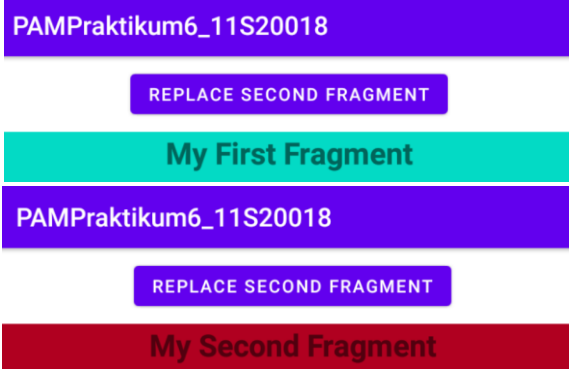 PAMPraktikum6_11S20018
REPLACE SECOND FRAGMENT
My First Fragment
PAMPraktikum6_11S20018
REPLACE SECOND FRAGMENT
My Second Fragment